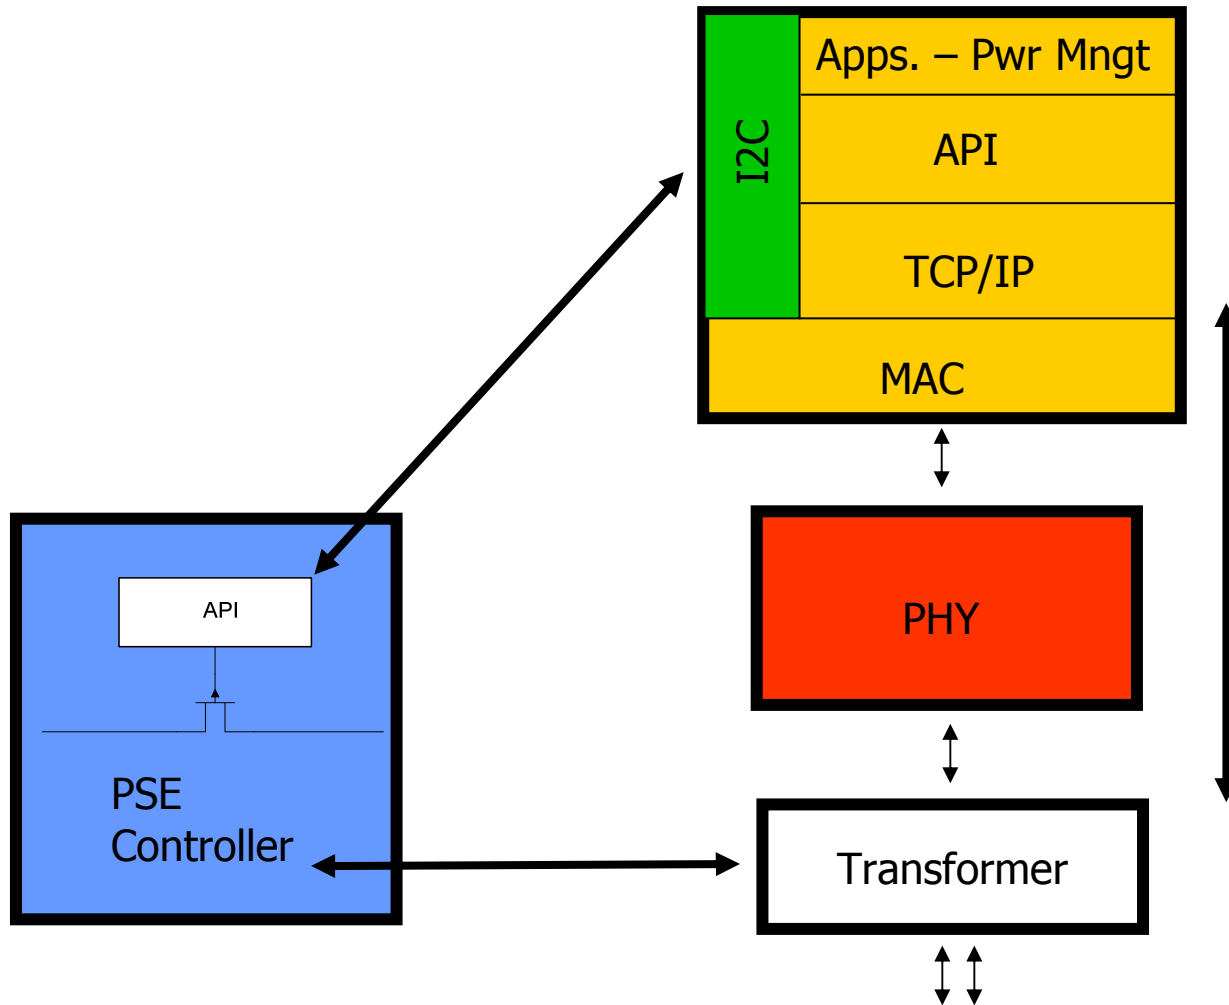 Apps. – Pwr Mngt
I2C
API
TCP/IP
MAC
PHY
API
PSE
Controller
Transformer